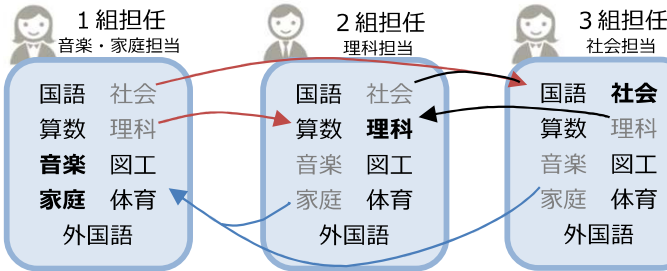 1組担任
音楽・家庭担当
国語 社会
算数 理科
音楽 図工
家庭 体育
外国語
2組担任
理科担当
国語 社会
算数 理科
音楽 図工
家庭 体育
外国語
3組担任
社会担当
国語 社会
算数 理科
音楽 図工
家庭 体育
外国語